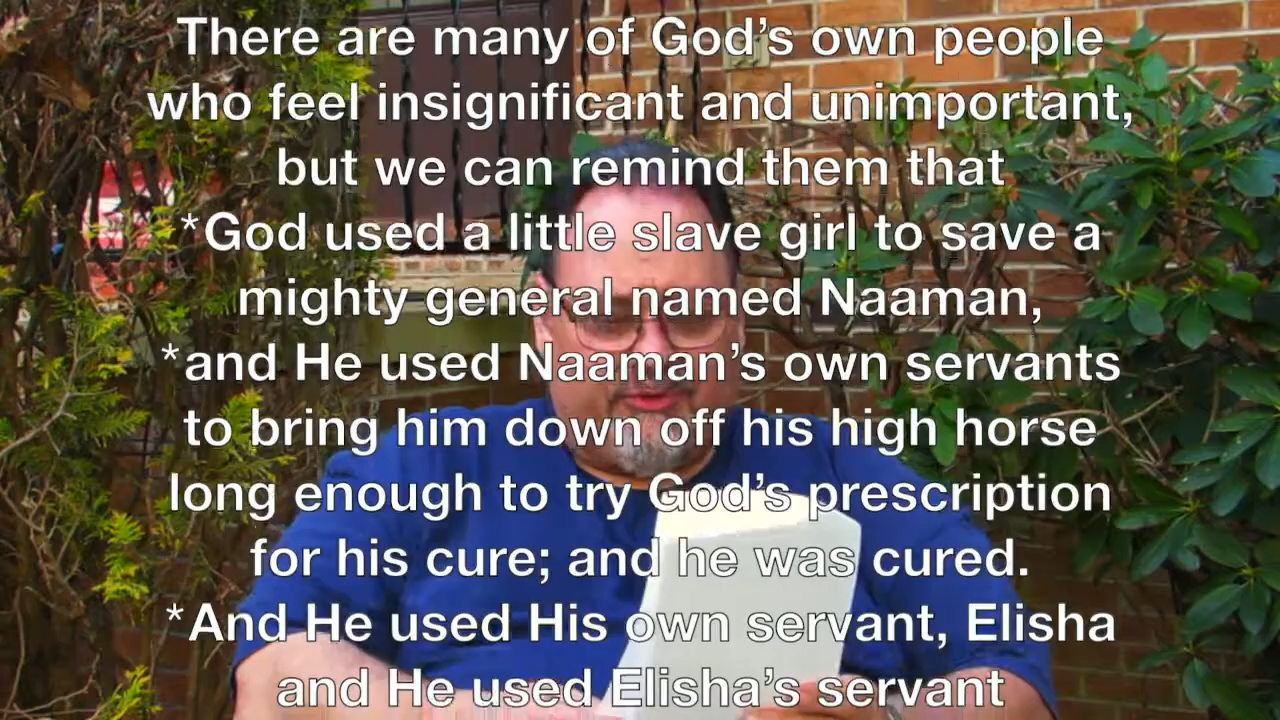 There are many of God’s own people
who feel insignificant and unimportant,
but we can remind them that
*God used a little slave girl to save a
mighty general named Naaman,
*and He used Naaman’s own servants
to bring him down off his high horse
long enough to try God’s prescription
for his cure; and he was cured.
*And He used His own servant, Elisha
and He used Elisha’s servant